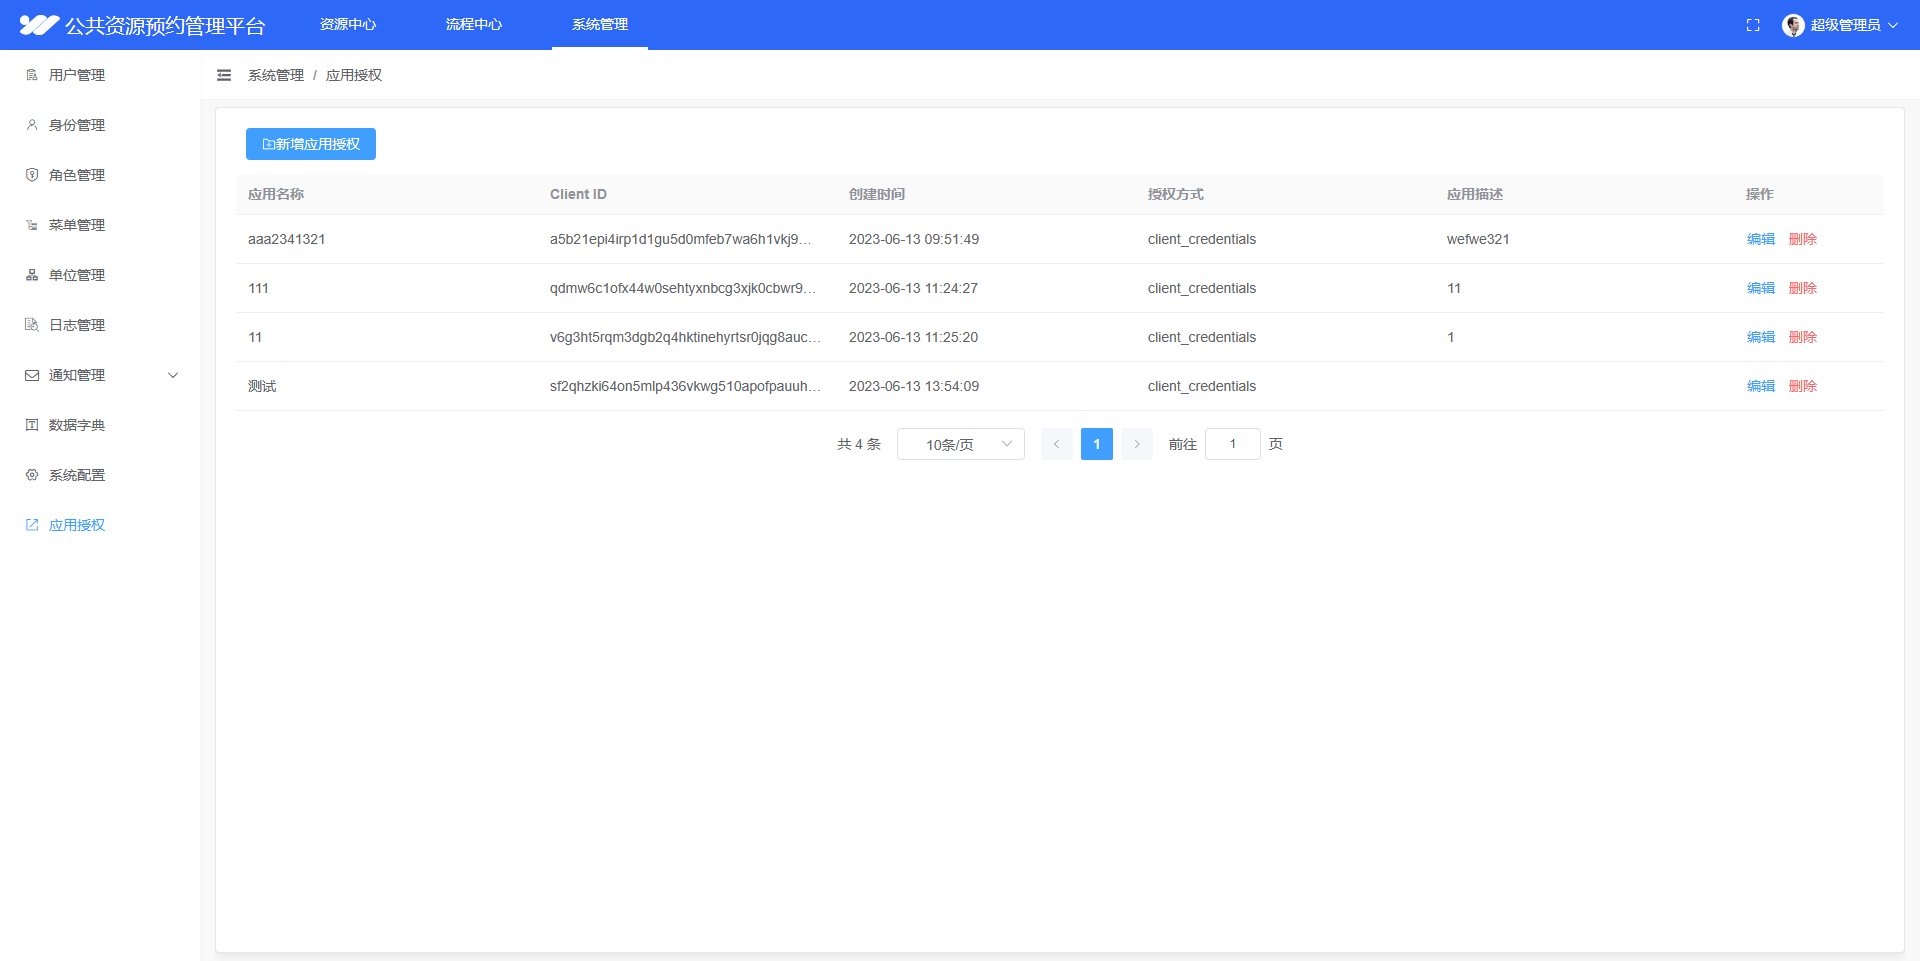 公共资源预约管理平台 资源中心 流程中心 系统管理 超级管理员
用户管理
身份管理
角色管理
菜单管理
单位管理
日志管理
通知管理
数据字典
系统配置
应用授权
系统管理 / 应用授权
新增应用授权
应用名称 Client ID 创建时间 授权方式 应用描述 操作
aaa2341321 a5b21epi4irp1d1gu5d0mfeb7wa6h1vkj9... 2023-06-13 09:51:49 client_credentials wefwe321 编辑 删除
111 qdmw6c1ofx44w0sehtyxnbcg3xjk0cbwr9... 2023-06-13 11:24:27 client_credentials 11 编辑 删除
11 v6g3ht5rqm3dgb2q4hktinehyrtsr0jqg8auc... 2023-06-13 11:25:20 client_credentials 1 编辑 删除
测试 sf2qhzki64on5mlp436vkwg510apofpauuh... 2023-06-13 13:54:09 client_credentials 编辑 删除
共 4 条 10条/页 1 前往 1 页